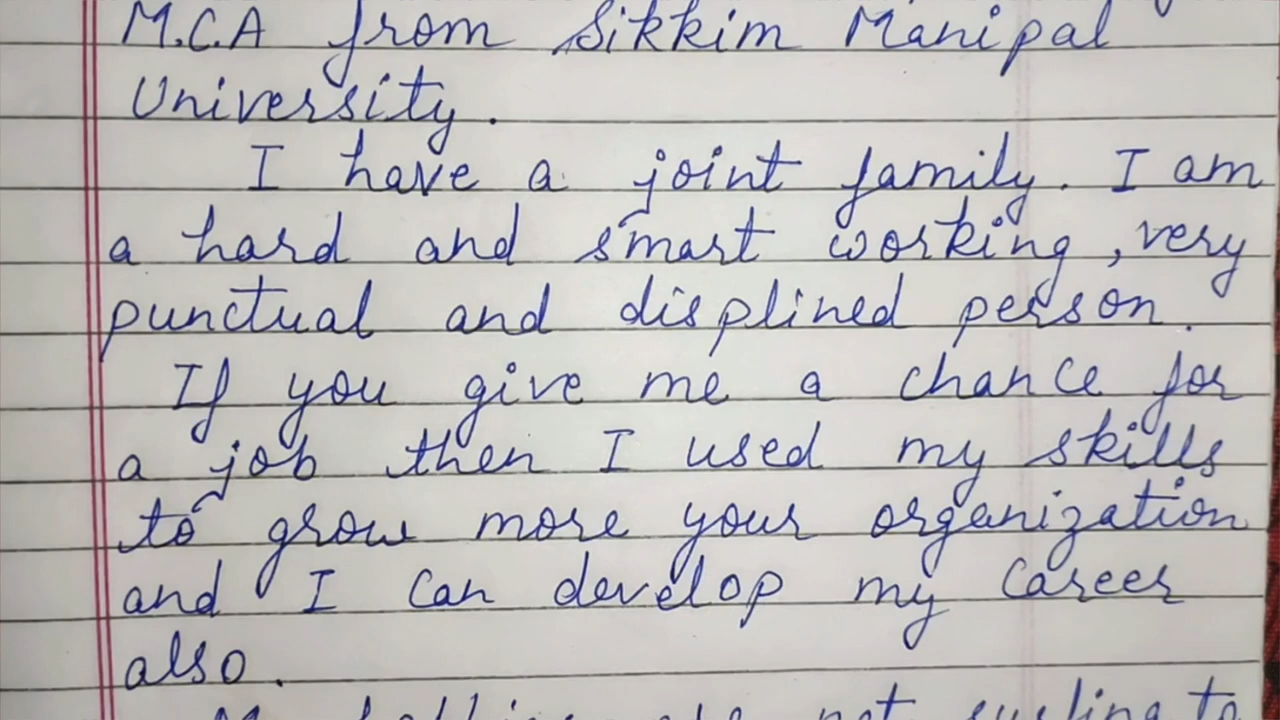 M.C.A from Sikkim Manipal
University.
I have a joint family. I am
a hard and smart working, very
punctual and displined person.
If you give me a chance for
a job then I used my skills
to grow more your organization
and I can develop my career
also.
not to